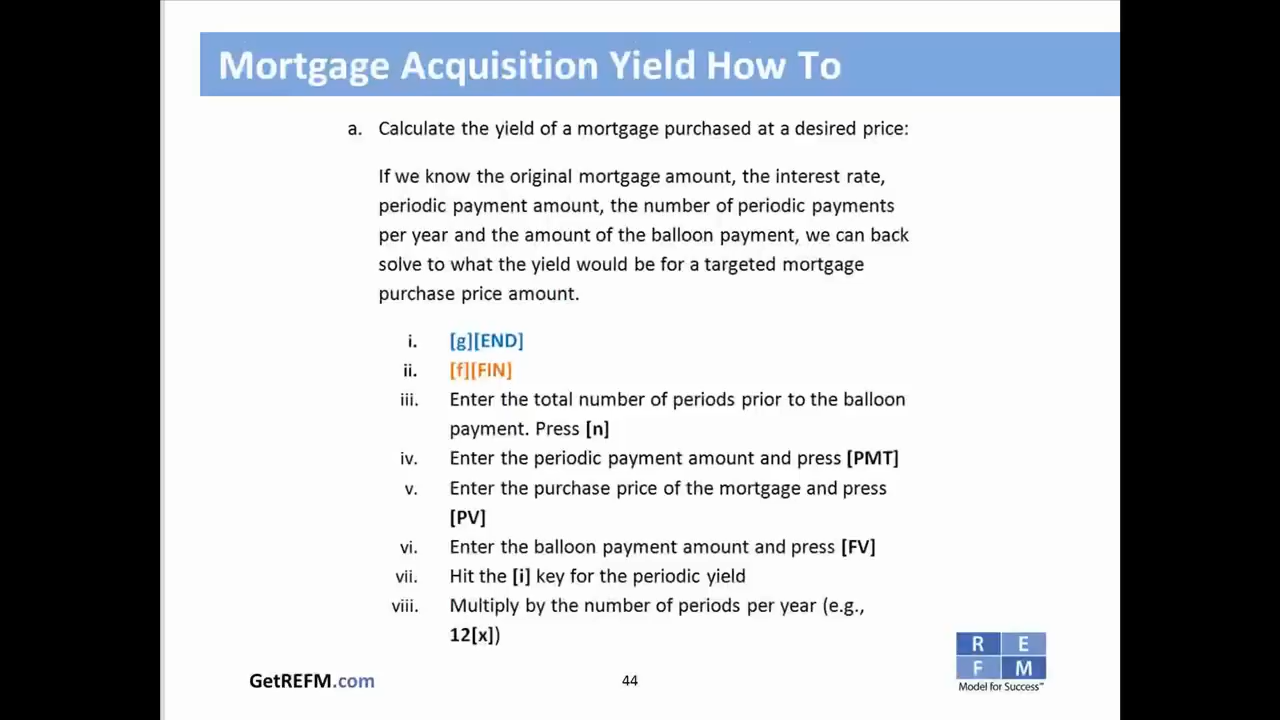 Mortgage Acquisition Yield How To
a. Calculate the yield of a mortgage purchased at a desired price:
If we know the original mortgage amount, the interest rate,
periodic payment amount, the number of periodic payments
per year and the amount of the balloon payment, we can back
solve to what the yield would be for a targeted mortgage
purchase price amount.
i. [g][END]
ii. [f][FIN]
iii. Enter the total number of periods prior to the balloon
payment. Press [n]
iv. Enter the periodic payment amount and press [PMT]
v. Enter the purchase price of the mortgage and press
[PV]
vi. Enter the balloon payment amount and press [FV]
vii. Hit the [i] key for the periodic yield
viii. Multiply by the number of periods per year (e.g.,
12[x])
R E
F M
Model for Success™
GetREFM.com
44